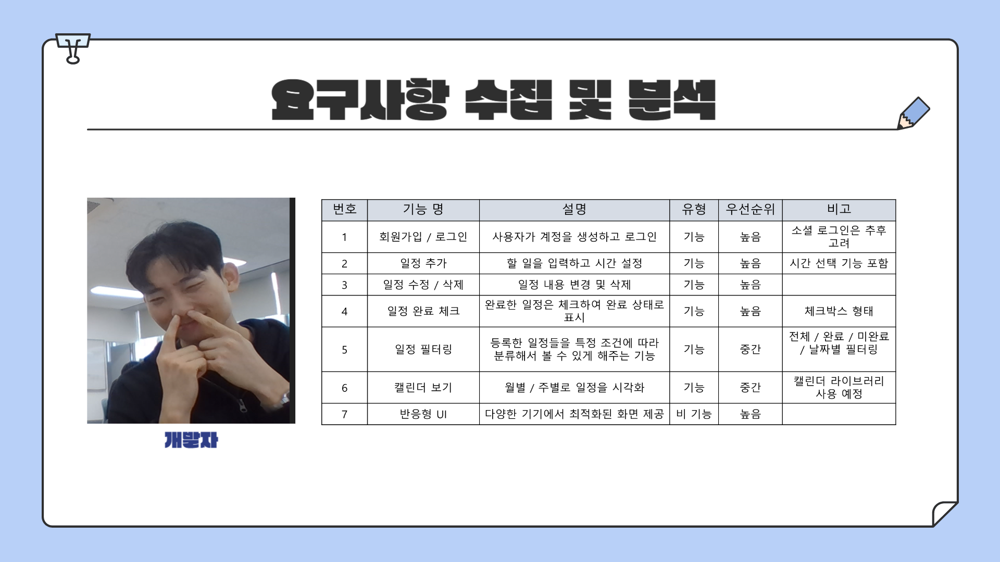 요구사항 수집 및 분석
번호 기능 명 설명 유형 우선순위 비고
1 회원가입 / 로그인 사용자가 계정을 생성하고 로그인 기능 높음 소셜 로그인은 추후
고려
2 일정 추가 할 일을 입력하고 시간 설정 기능 높음 시간 선택 기능 포함
3 일정 수정 / 삭제 일정 내용 변경 및 삭제 기능 높음
4 일정 완료 체크 완료한 일정은 체크하여 완료 상태로
표시 기능 높음 체크박스 형태
5 일정 필터링 등록한 일정들을 특정 조건에 따라
분류해서 볼 수 있게 해주는 기능 기능 중간 전체 / 완료 / 미완료
/ 날짜별 필터링
6 캘린더 보기 월별 / 주별로 일정을 시각화 기능 중간 캘린더 라이브러리
사용 예정
7 반응형 UI 다양한 기기에서 최적화된 화면 제공 비 기능 높음
개발자